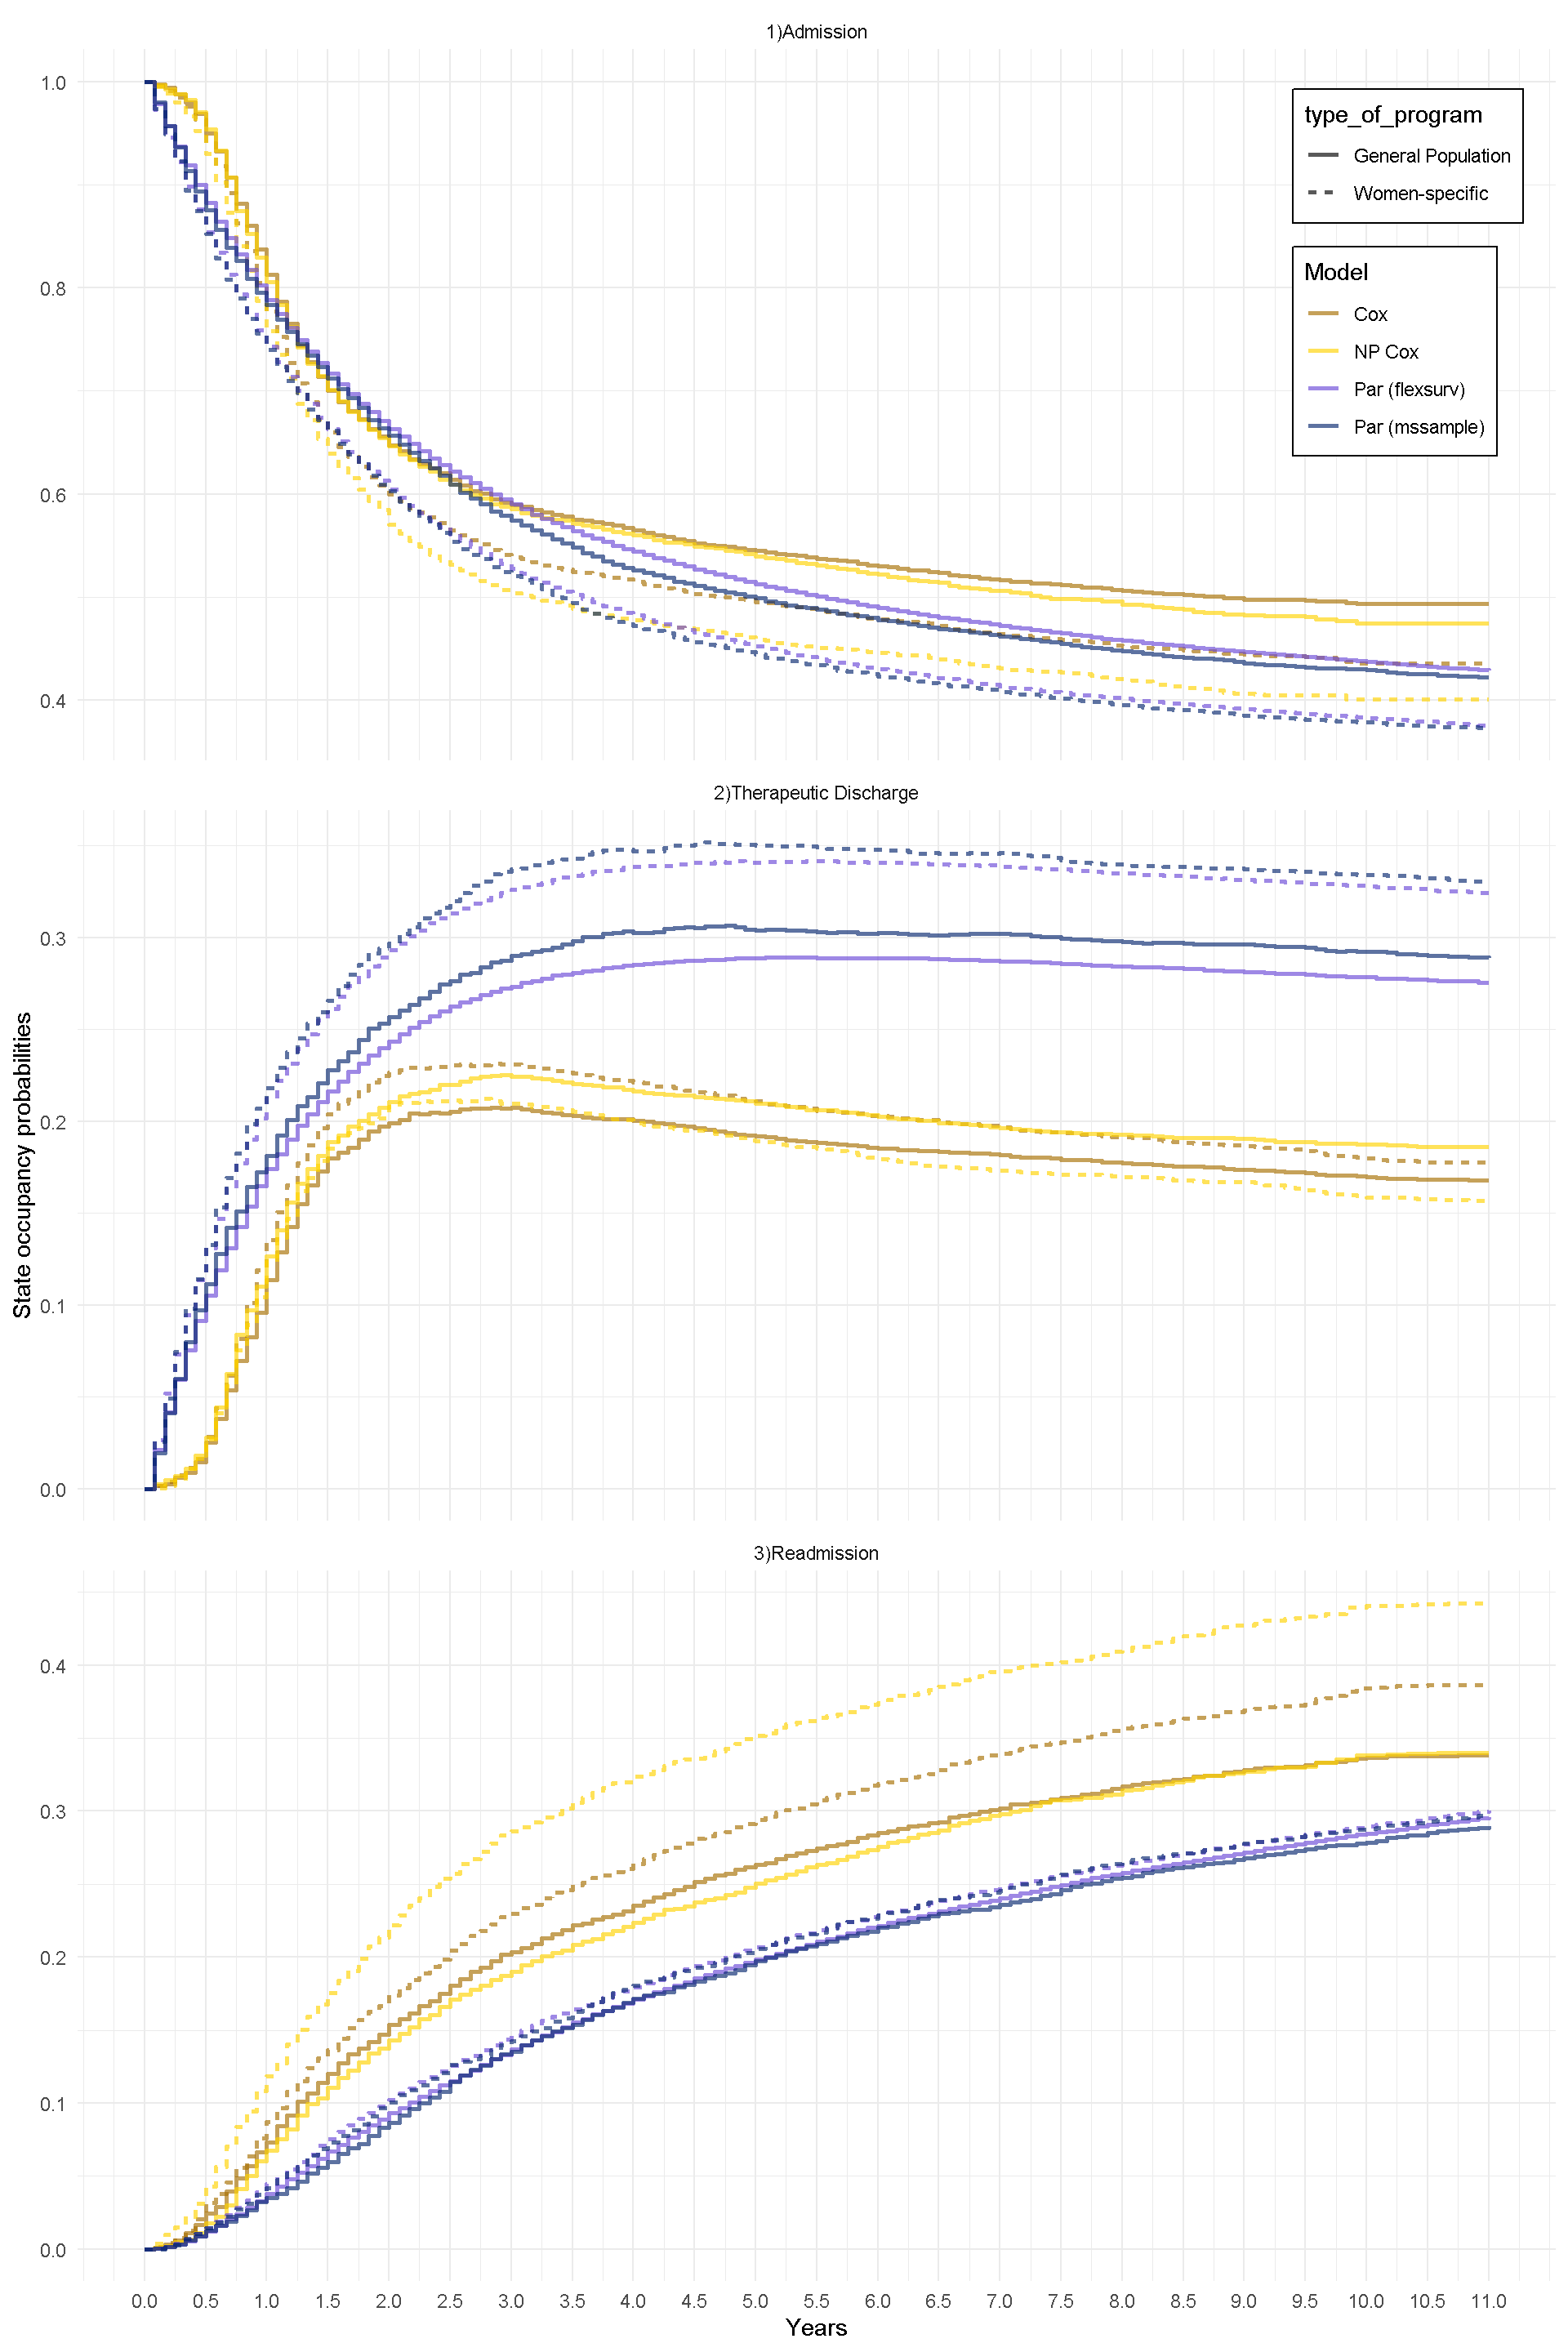 1)Admission
1.0
0.8
0.6
0.4
type_of_program
General Population
Women-specific
Model
Cox
NP Cox
Par (flexsurv)
Par (mssample)
2)Therapeutic Discharge
0.3
0.2
0.1
0.0
State occupancy probabilities
3)Readmission
0.4
0.3
0.2
0.1
0.0
0.0 0.5 1.0 1.5 2.0 2.5 3.0 3.5 4.0 4.5 5.0 5.5 6.0 6.5 7.0 7.5 8.0 8.5 9.0 9.5 10.0 10.5 11.0
Years